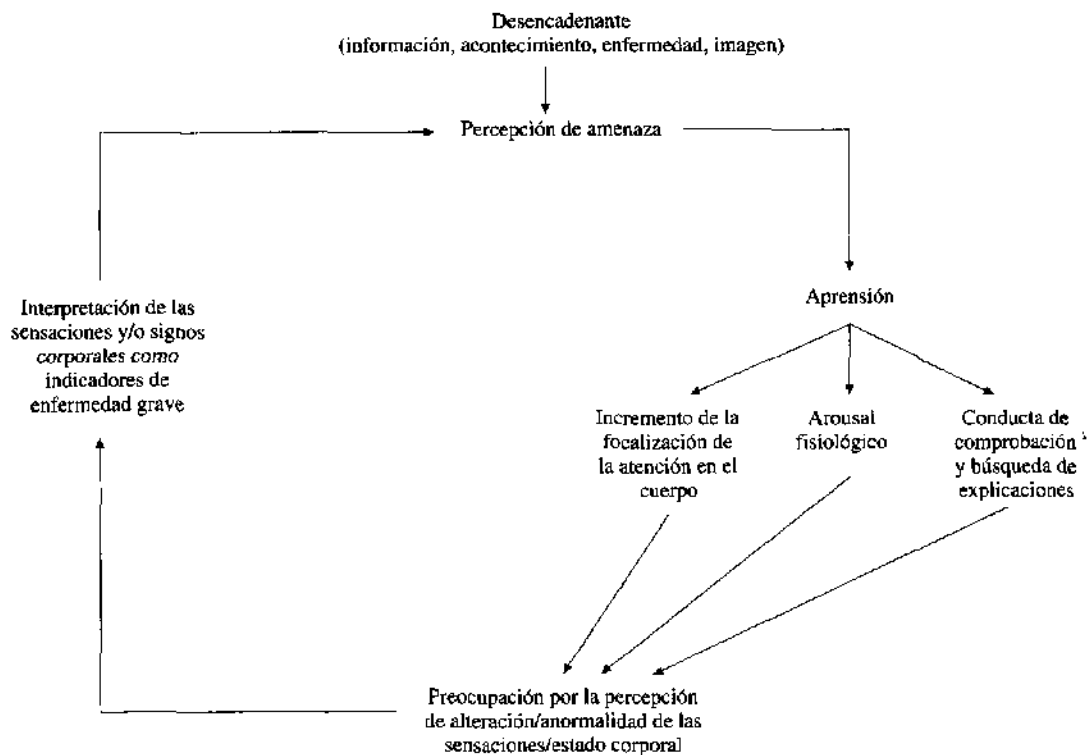 Desencadenante
(información, acontecimiento, enfermedad, imagen)
Percepción de amenaza
Aprensión
Interpretación de las
sensaciones y/o signos
corporales como
indicadores de
enfermedad grave
Incremento de la
focalización de
la atención en el
cuerpo
Arousal
fisiológico
Conducta de
comprobación
y búsqueda de
explicaciones
Preocupación por la percepción
de alteración/anormalidad de las
sensaciones/estado corporal